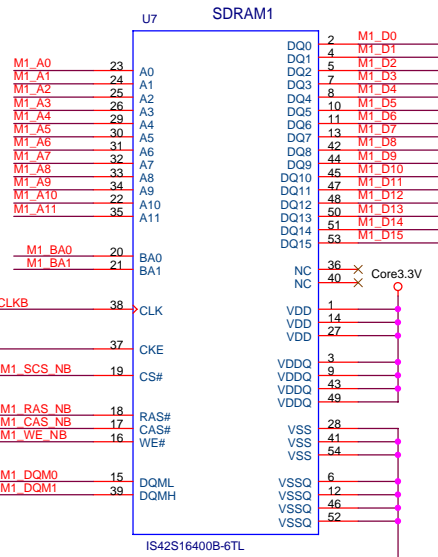 U7 SDRAM1
M1_A0 23 A0 DQ0 2 M1_D0
M1_A1 24 A1 DQ1 4 M1_D1
M1_A2 25 A2 DQ2 5 M1_D2
M1_A3 26 A3 DQ3 7 M1_D3
M1_A4 29 A4 DQ4 8 M1_D4
M1_A5 30 A5 DQ5 10 M1_D5
M1_A6 31 A6 DQ6 11 M1_D6
M1_A7 32 A7 DQ7 13 M1_D7
M1_A8 33 A8 DQ8 42 M1_D8
M1_A9 34 A9 DQ9 44 M1_D9
M1_A10 22 A10 DQ10 45 M1_D10
M1_A11 35 A11 DQ11 47 M1_D11
DQ12 48 M1_D12
DQ13 50 M1_D13
DQ14 51 M1_D14
DQ15 53 M1_D15
M1_BA0 20 BA0
M1_BA1 21 BA1
NC 36
NC 40
Core3.3V
CLKB 38 CLK
VDD 1
VDD 14
VDD 27
37 CKE
M1_SCS_NB 19 CS#
VDDQ 3
VDDQ 9
VDDQ 43
VDDQ 49
M1_RAS_NB 18 RAS#
M1_CAS_NB 17 CAS#
M1_WE_NB 16 WE#
VSS 28
VSS 41
VSS 54
M1_DQM0 15 DQML
M1_DQM1 39 DQMH
VSSQ 6
VSSQ 12
VSSQ 46
VSSQ 52
IS42S16400B-6TL